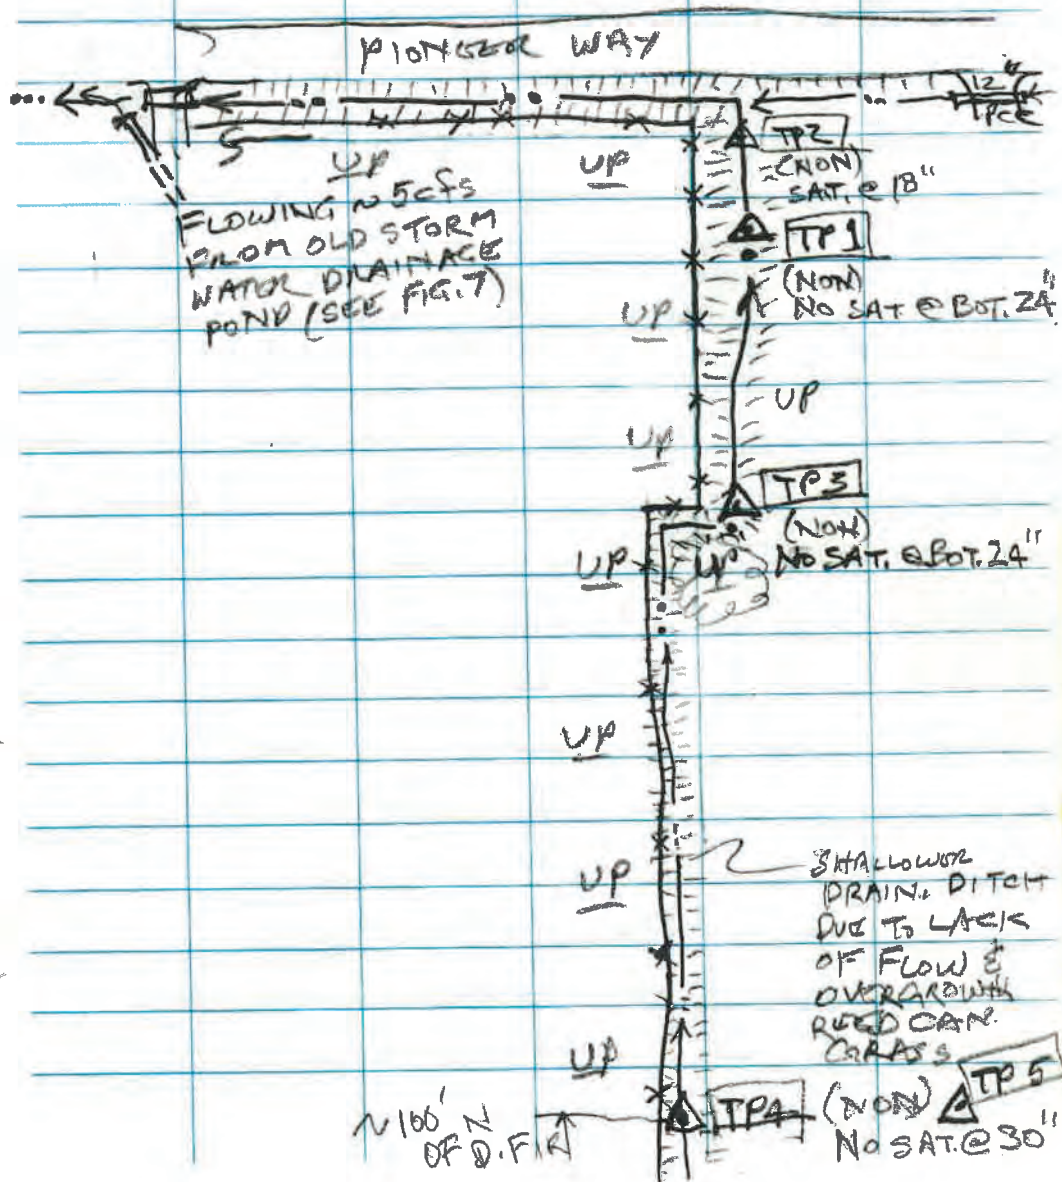 PIONEER WAY
12"
TP2
(NON)
SAT. @ 18"
UP
UP
FLOWING ~ 5cfs
FROM OLD STORM
WATER DRAINAGE
POND (SEE FIG. 7)
TP1
(NON)
NO SAT. @ BOT. 24"
UP
UP
UP
TP3
(NON)
NO SAT. @ BOT. 24"
UP
UP
UP
UP
SHALLOWER
DRAIN. DITCH
DUE TO LACK
OF FLOW &
OVERGROWTH
REED CAN.
GRASS
UP
TP4
(NON)
TP5
NO SAT. @ 30"
~ 100' N
OF D.F.